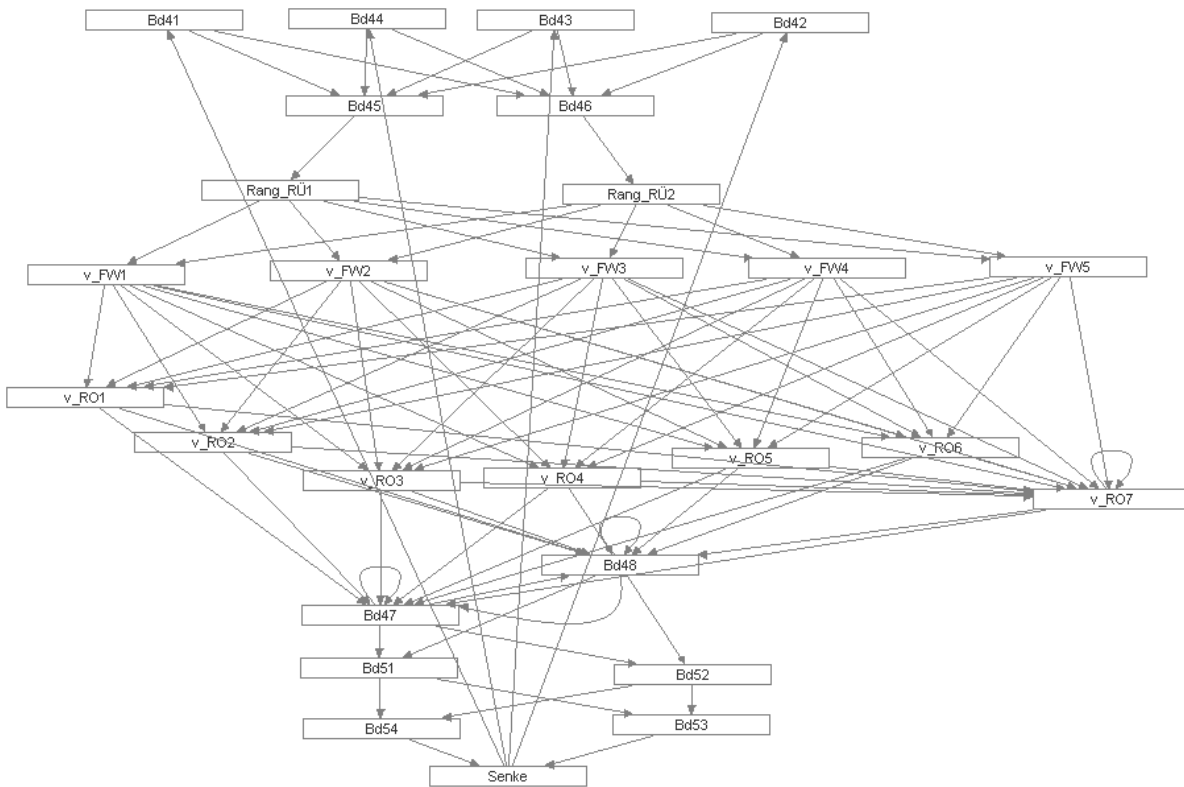 Bd41
Bd44
Bd43
Bd42
Bd45
Bd46
Rang_RÜ1
Rang_RÜ2
v_FW1
v_FW2
v_FW3
v_FW4
v_FW5
v_RO1
v_RO2
v_RO3
v_RO4
v_RO5
v_RO6
v_RO7
Bd48
Bd47
Bd51
Bd52
Bd54
Bd53
Senke